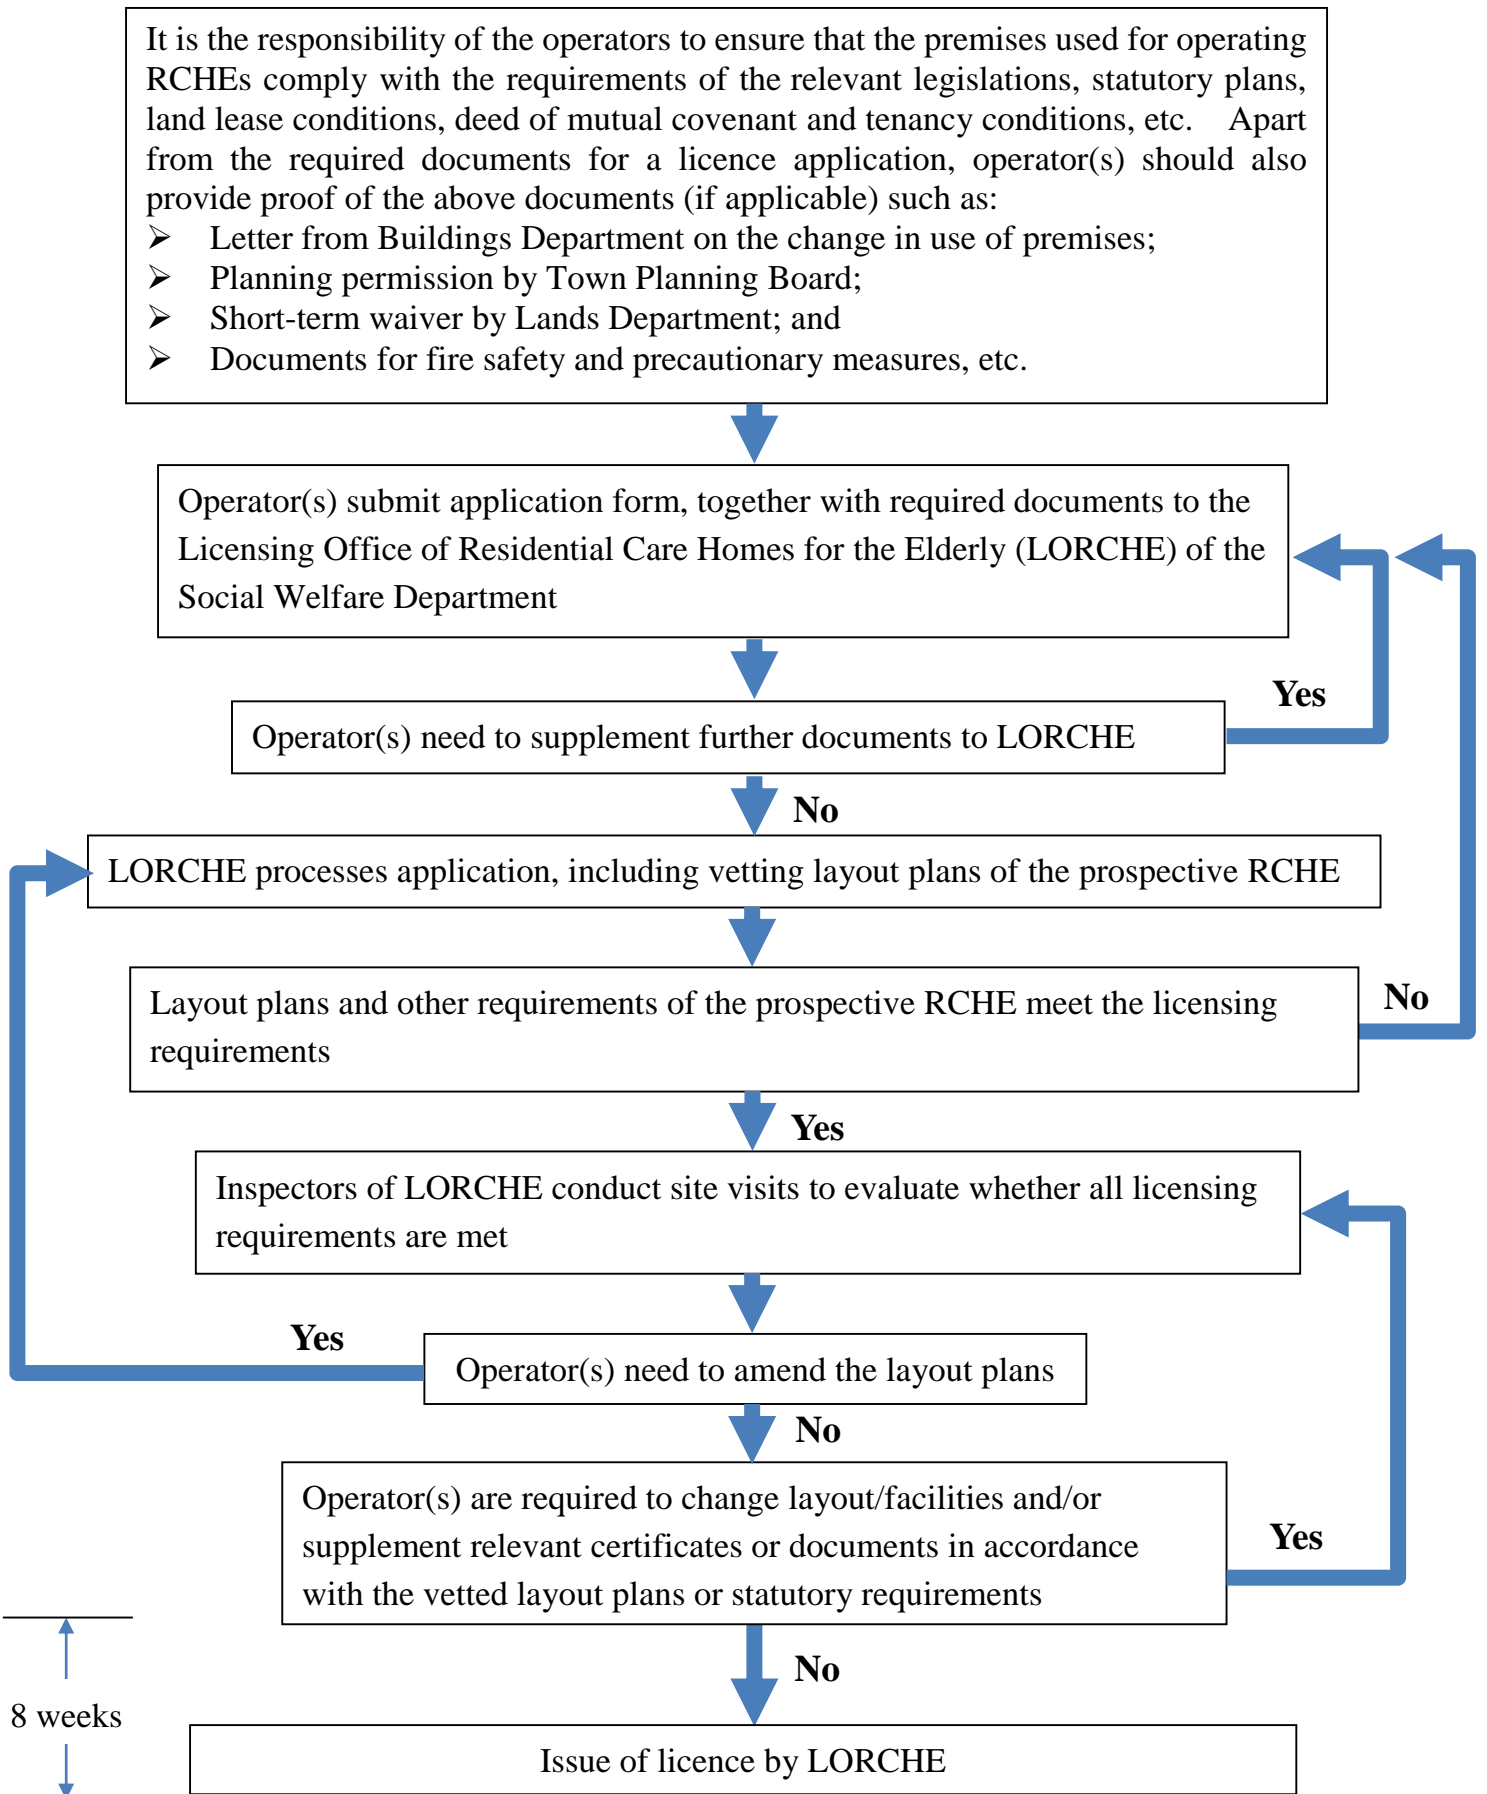 It is the responsibility of the operators to ensure that the premises used for operating
RCHEs comply with the requirements of the relevant legislations, statutory plans,
land lease conditions, deed of mutual covenant and tenancy conditions, etc. Apart
from the required documents for a licence application, operator(s) should also
provide proof of the above documents (if applicable) such as:
➢ Letter from Buildings Department on the change in use of premises;
➢ Planning permission by Town Planning Board;
➢ Short-term waiver by Lands Department; and
➢ Documents for fire safety and precautionary measures, etc.
Operator(s) submit application form, together with required documents to the
Licensing Office of Residential Care Homes for the Elderly (LORCHE) of the
Social Welfare Department
Yes
Operator(s) need to supplement further documents to LORCHE
No
LORCHE processes application, including vetting layout plans of the prospective RCHE
Layout plans and other requirements of the prospective RCHE meet the licensing
requirements
No
Yes
Inspectors of LORCHE conduct site visits to evaluate whether all licensing
requirements are met
Yes
Operator(s) need to amend the layout plans
No
Operator(s) are required to change layout/facilities and/or
supplement relevant certificates or documents in accordance
with the vetted layout plans or statutory requirements
Yes
No
8 weeks
Issue of licence by LORCHE